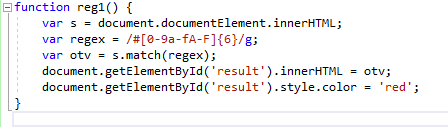 function reg1() {
var s = document.documentElement.innerHTML;
var regex = /#[0-9a-fA-F]{6}/g;
var otv = s.match(regex);
document.getElementById('result').innerHTML = otv;
document.getElementById('result').style.color = 'red';
}